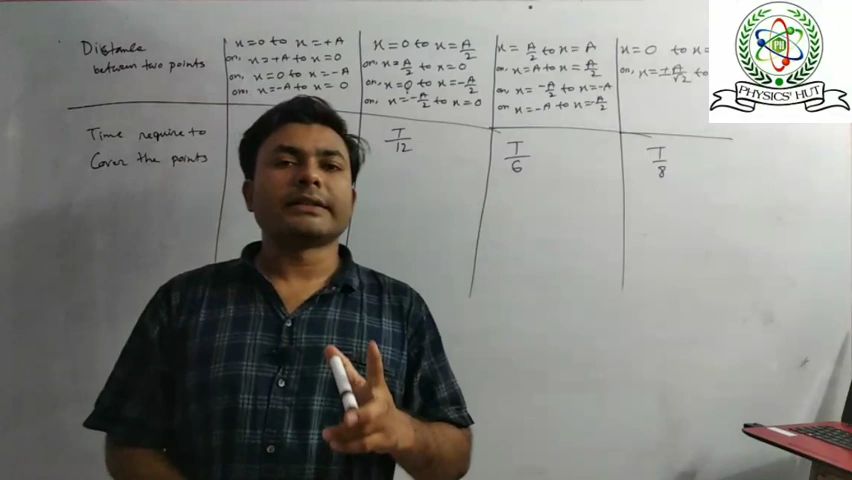 Distance
between two points
x=0 to x=+A
or, x=+A to x=0
or, x=0 to x=-A
or, x=-A to x=0
x=0 to x=A/2
or, x=A/2 to x=0
or, x=0 to x=-A/2
or, x=-A/2 to x=0
x=A/2 to x=A
or, x=A to x=A/2
or, x=-A/2 to x=-A
or x=-A to x=-A/2
x=0 to x=
or, x=±A/√2 to
Time require to
Cover the points
T/12
T/6
T/8
PH
PHYSICS' HUT